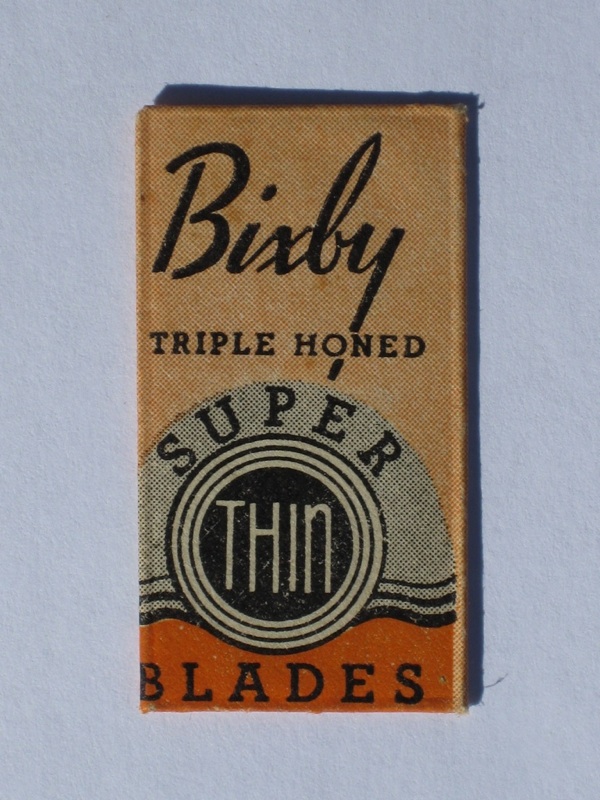 Bixby
TRIPLE HONED
SUPER
THIN
BLADES